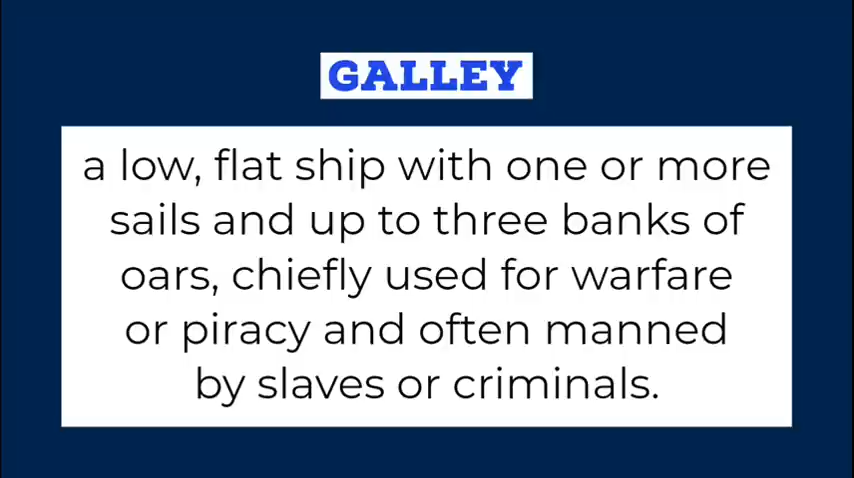 GALLEY
a low, flat ship with one or more
sails and up to three banks of
oars, chiefly used for warfare
or piracy and often manned
by slaves or criminals.